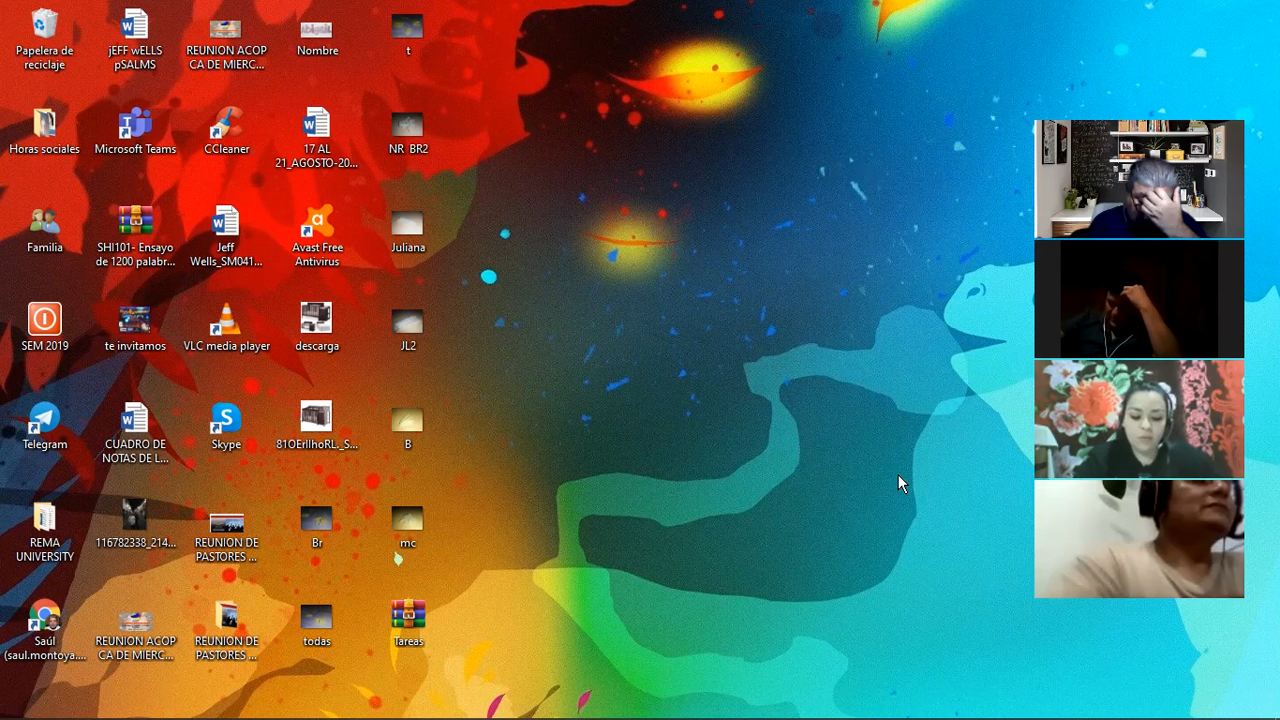 Papelera de
reciclaje
jEFF wELLS
pSALMS
REUNION ACOP
CA DE MIERC...
Nombre
t
Horas sociales
Microsoft Teams
CCleaner
17 AL
21_AGOSTO-20...
NR_BR2
Familia
SHI101- Ensayo
de 1200 palabr...
Jeff
Wells_SM041...
Avast Free
Antivirus
Juliana
SEM 2019
te invitamos
VLC media player
descarga
JL2
Telegram
CUADRO DE
NOTAS DE L...
Skype
81OErIlhoRL._S...
B
REMA
UNIVERSITY
116782338_214...
REUNION DE
PASTORES ...
Br
mc
Saúl
(saul.montoya....
REUNION ACOP
CA DE MIERC...
REUNION DE
PASTORES ...
todas
Tareas